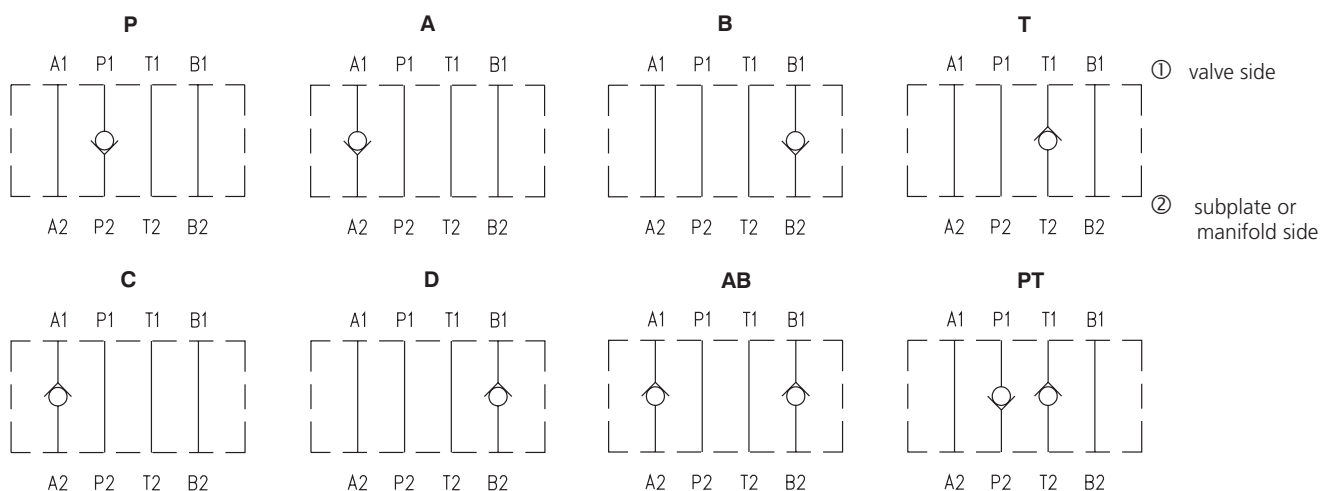 P A B T
A1 P1 T1 B1 A1 P1 T1 B1 A1 P1 T1 B1 A1 P1 T1 B1
① valve side
② subplate or
manifold side
A2 P2 T2 B2 A2 P2 T2 B2 A2 P2 T2 B2 A2 P2 T2 B2
C D AB PT
A1 P1 T1 B1 A1 P1 T1 B1 A1 P1 T1 B1 A1 P1 T1 B1
A2 P2 T2 B2 A2 P2 T2 B2 A2 P2 T2 B2 A2 P2 T2 B2